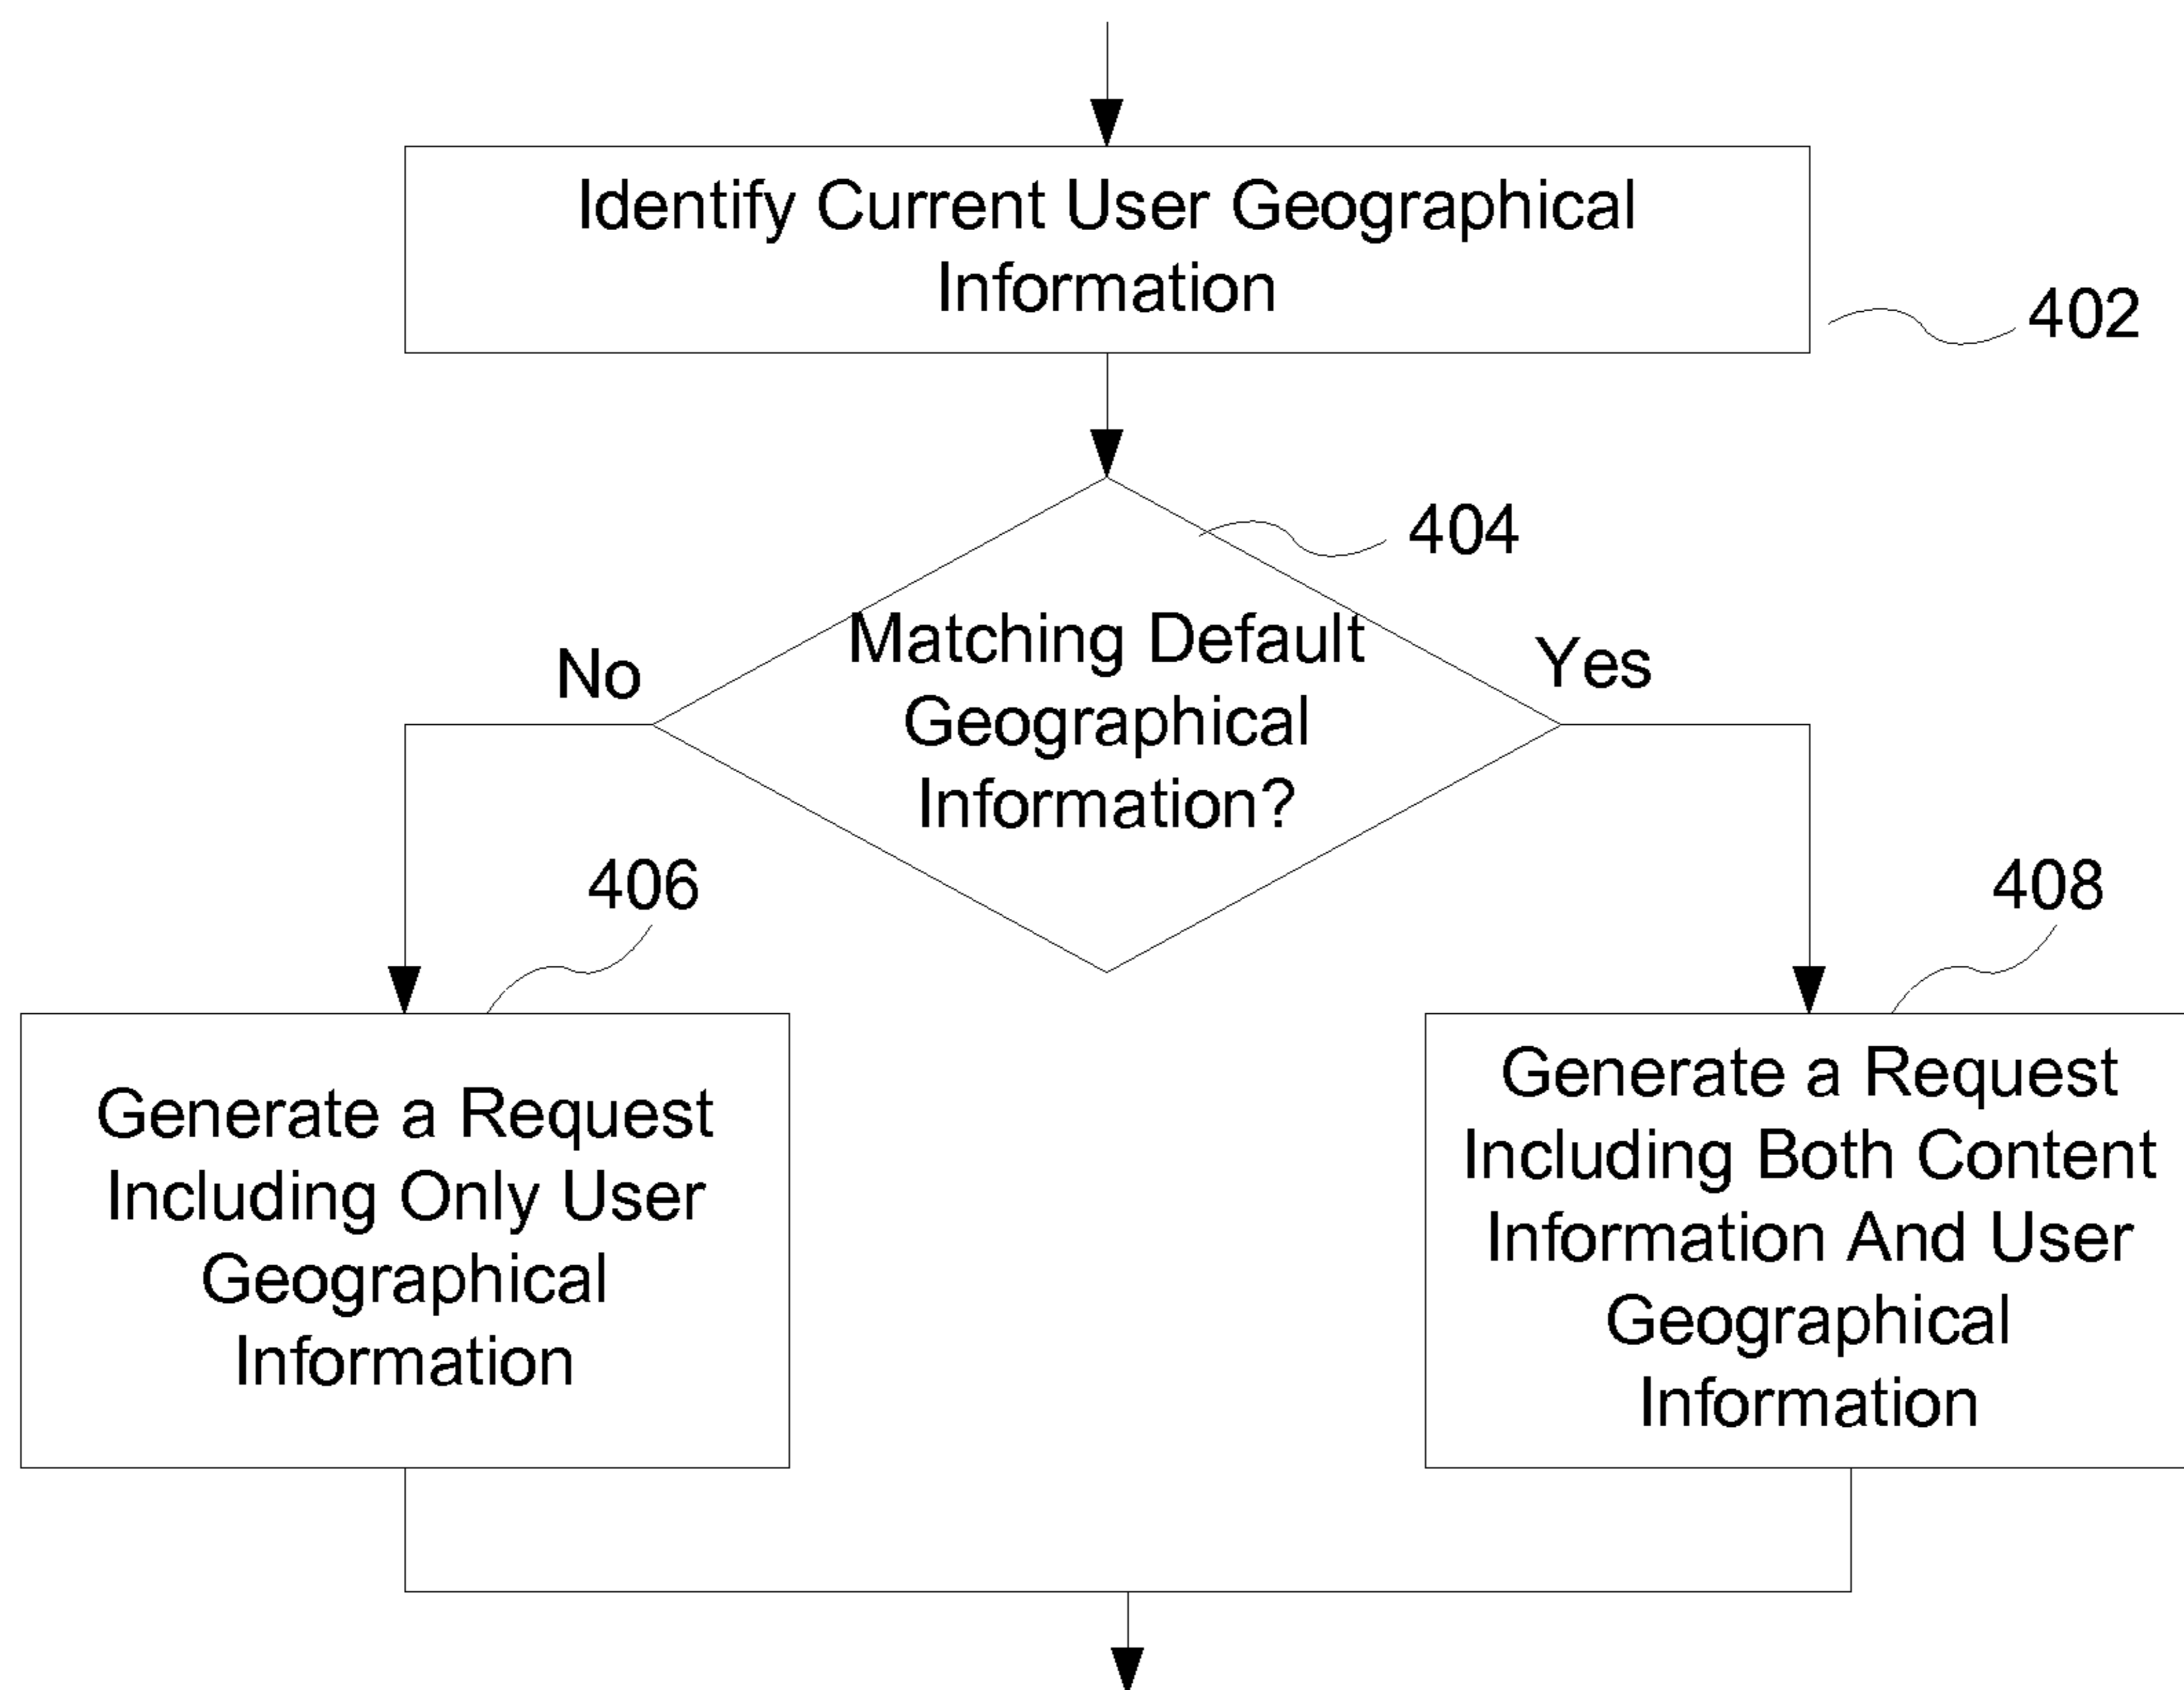 Identify Current User Geographical
Information
402
404
Matching Default
Geographical
Information?
No
Yes
406
408
Generate a Request
Including Only User
Geographical
Information
Generate a Request
Including Both Content
Information And User
Geographical
Information